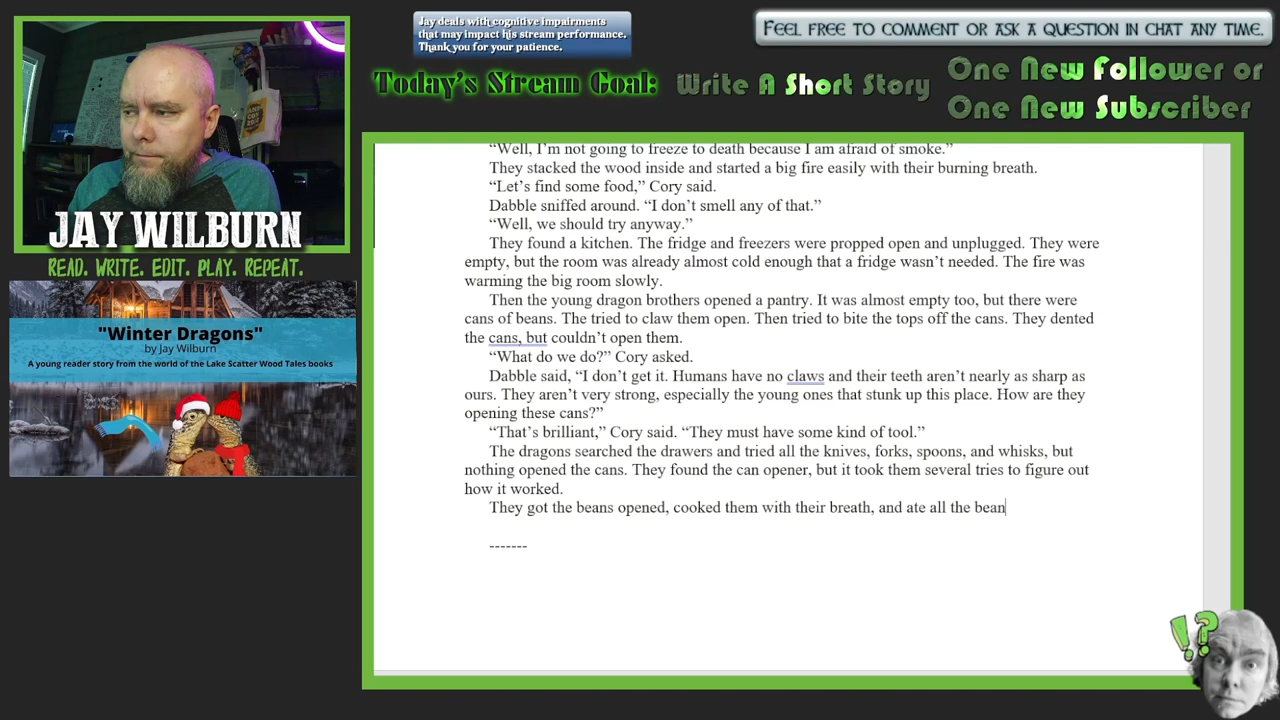 Jay deals with cognitive impairments
that may impact his stream performance.
Thank you for your patience.
Feel free to comment or ask a question in chat any time.
Today's Stream Goal:
Write A Short Story
One New Follower or
One New Subscriber
JAY WILBURN
READ. WRITE. EDIT. PLAY. REPEAT.
"Winter Dragons"
by Jay Wilburn
A young reader story from the world of the Lake Scatter Wood Tales books
“Well, I’m not going to freeze to death because I am afraid of smoke.”
They stacked the wood inside and started a big fire easily with their burning breath.
“Let’s find some food,” Cory said.
Dabble sniffed around. “I don’t smell any of that.”
“Well, we should try anyway.”
They found a kitchen. The fridge and freezers were propped open and unplugged. They were
empty, but the room was already almost cold enough that a fridge wasn’t needed. The fire was
warming the big room slowly.
Then the young dragon brothers opened a pantry. It was almost empty too, but there were
cans of beans. The tried to claw them open. Then tried to bite the tops off the cans. They dented
the cans, but couldn’t open them.
“What do we do?” Cory asked.
Dabble said, “I don’t get it. Humans have no claws and their teeth aren’t nearly as sharp as
ours. They aren’t very strong, especially the young ones that stunk up this place. How are they
opening these cans?”
“That’s brilliant,” Cory said. “They must have some kind of tool.”
The dragons searched the drawers and tried all the knives, forks, spoons, and whisks, but
nothing opened the cans. They found the can opener, but it took them several tries to figure out
how it worked.
They got the beans opened, cooked them with their breath, and ate all the bean
-------
!?